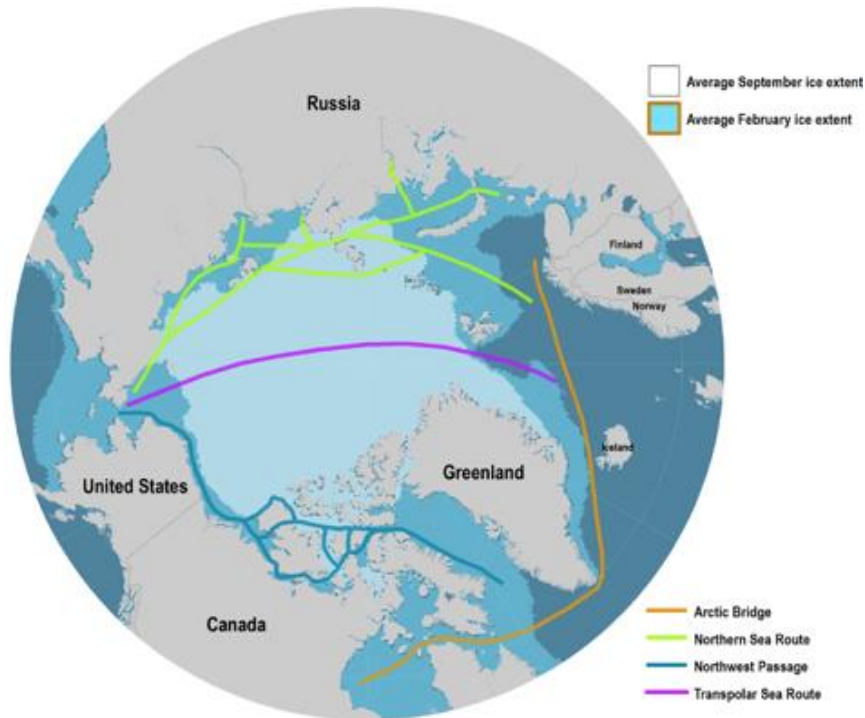 Average September ice extent
Average February ice extent
Russia
Finland
Sweden
Norway
Iceland
Greenland
United States
Canada
Arctic Bridge
Northern Sea Route
Northwest Passage
Transpolar Sea Route